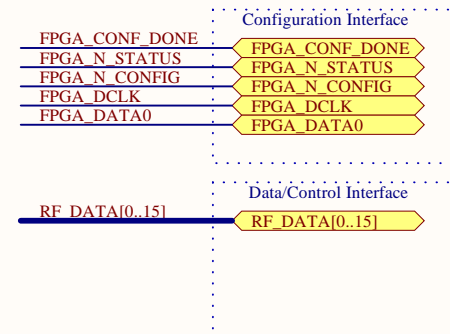 Configuration Interface
FPGA_CONF_DONE FPGA_CONF_DONE
FPGA_N_STATUS FPGA_N_STATUS
FPGA_N_CONFIG FPGA_N_CONFIG
FPGA_DCLK FPGA_DCLK
FPGA_DATA0 FPGA_DATA0
Data/Control Interface
RF_DATA[0..15] RF_DATA[0..15]